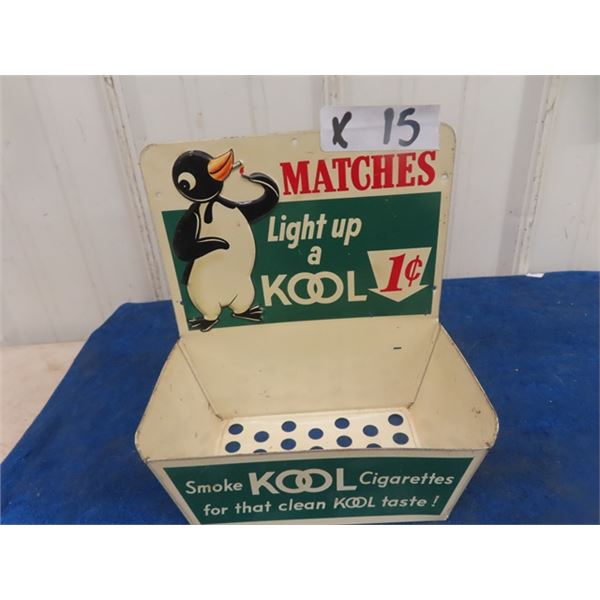 X 15
MATCHES
Light up
a
KOOL
1¢
Smoke KOOL Cigarettes
for that clean KOOL taste!